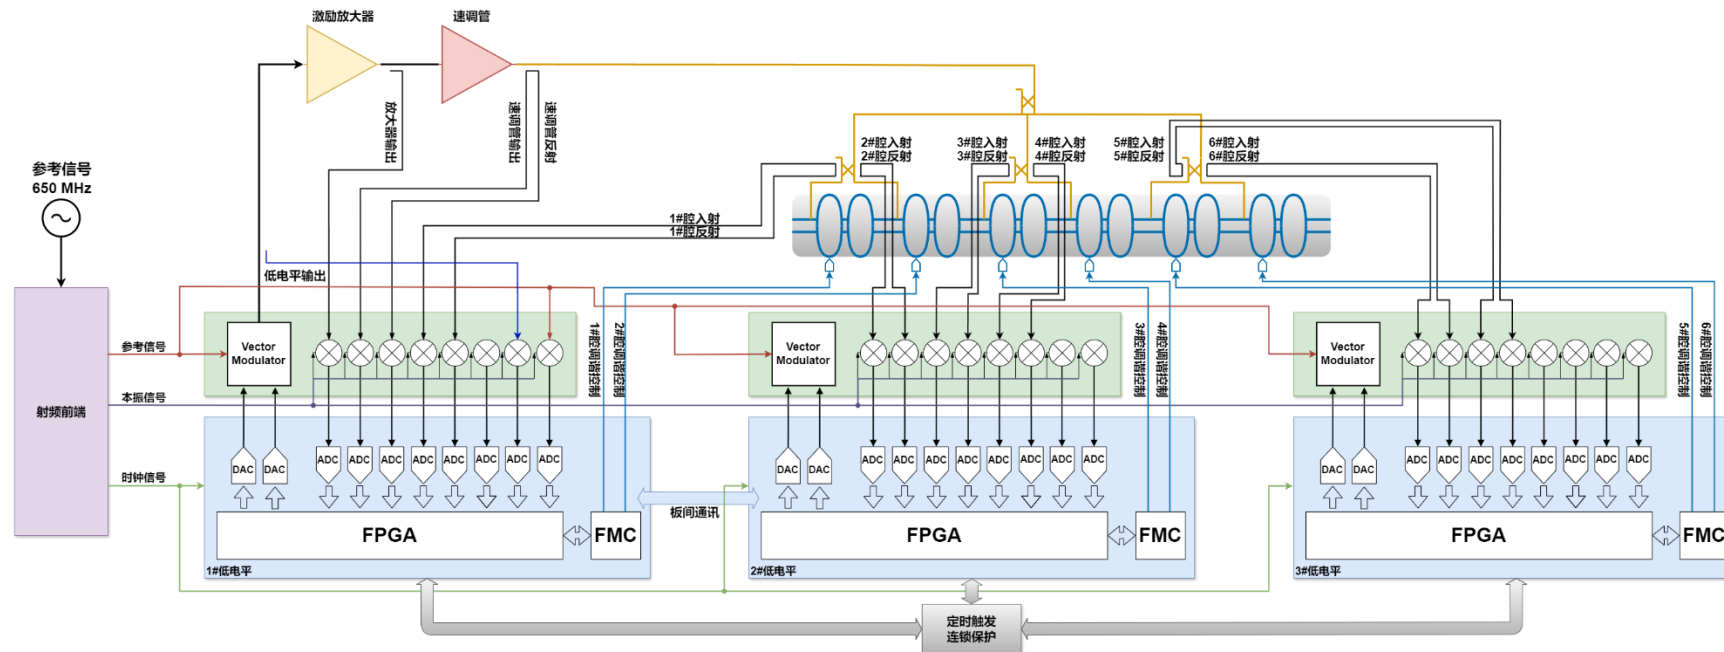 激励放大器
速调管
放大器输出
速调管输出
速调管反射
参考信号
650 MHz
2#腔入射
2#腔反射
3#腔入射
3#腔反射
4#腔入射
4#腔反射
5#腔入射
5#腔反射
6#腔入射
6#腔反射
1#腔入射
1#腔反射
低电平输出
射频前端
参考信号
本振信号
时钟信号
Vector
Modulator
1#腔调谐控制
2#腔调谐控制
Vector
Modulator
3#腔调谐控制
4#腔调谐控制
Vector
Modulator
5#腔调谐控制
6#腔调谐控制
DAC
DAC
ADC
ADC
ADC
ADC
ADC
ADC
ADC
ADC
DAC
DAC
ADC
ADC
ADC
ADC
ADC
ADC
ADC
ADC
DAC
DAC
ADC
ADC
ADC
ADC
ADC
ADC
ADC
ADC
FPGA
FMC
1#低电平
板间通讯
FPGA
FMC
2#低电平
FPGA
FMC
3#低电平
定时触发
连锁保护